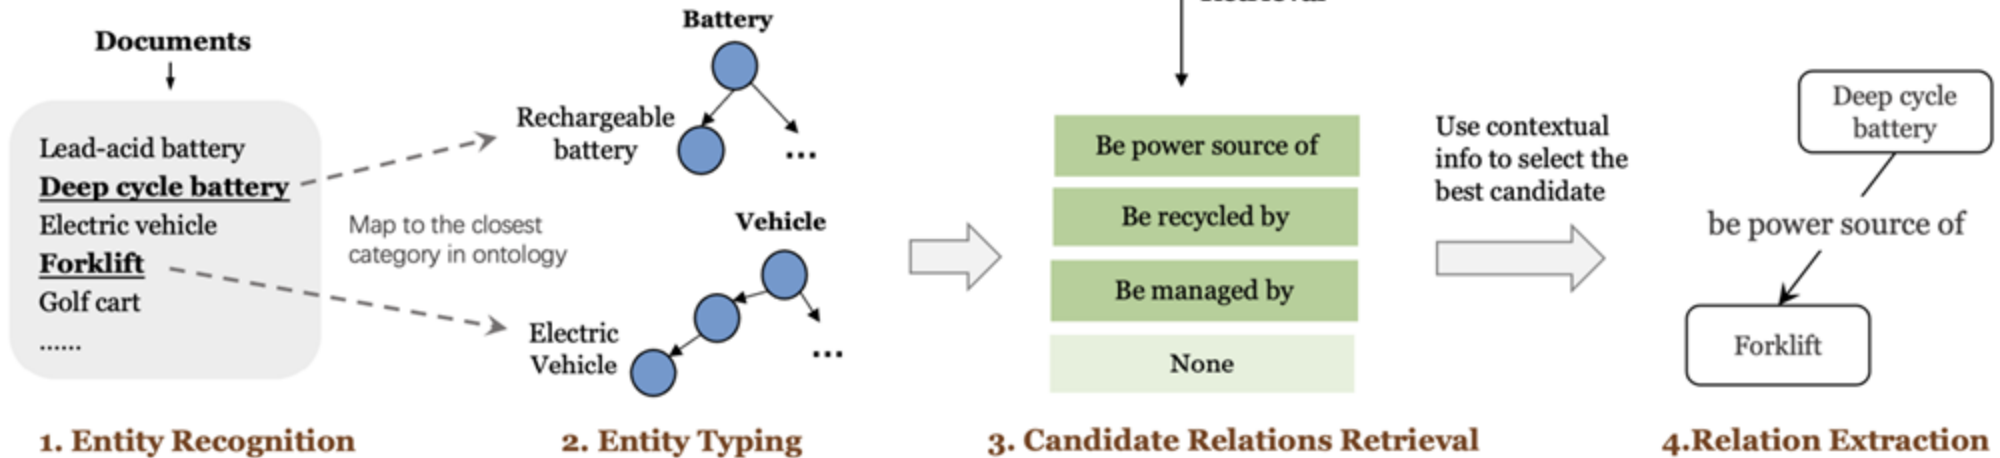 Documents
Lead-acid battery
Deep cycle battery
Electric vehicle
Forklift
Golf cart
......
Map to the closest
category in ontology
Battery
Rechargeable
battery
...
Vehicle
Electric
Vehicle
...
Be power source of
Be recycled by
Be managed by
None
Use contextual
info to select the
best candidate
Deep cycle
battery
be power source of
Forklift
1. Entity Recognition
2. Entity Typing
3. Candidate Relations Retrieval
4.Relation Extraction